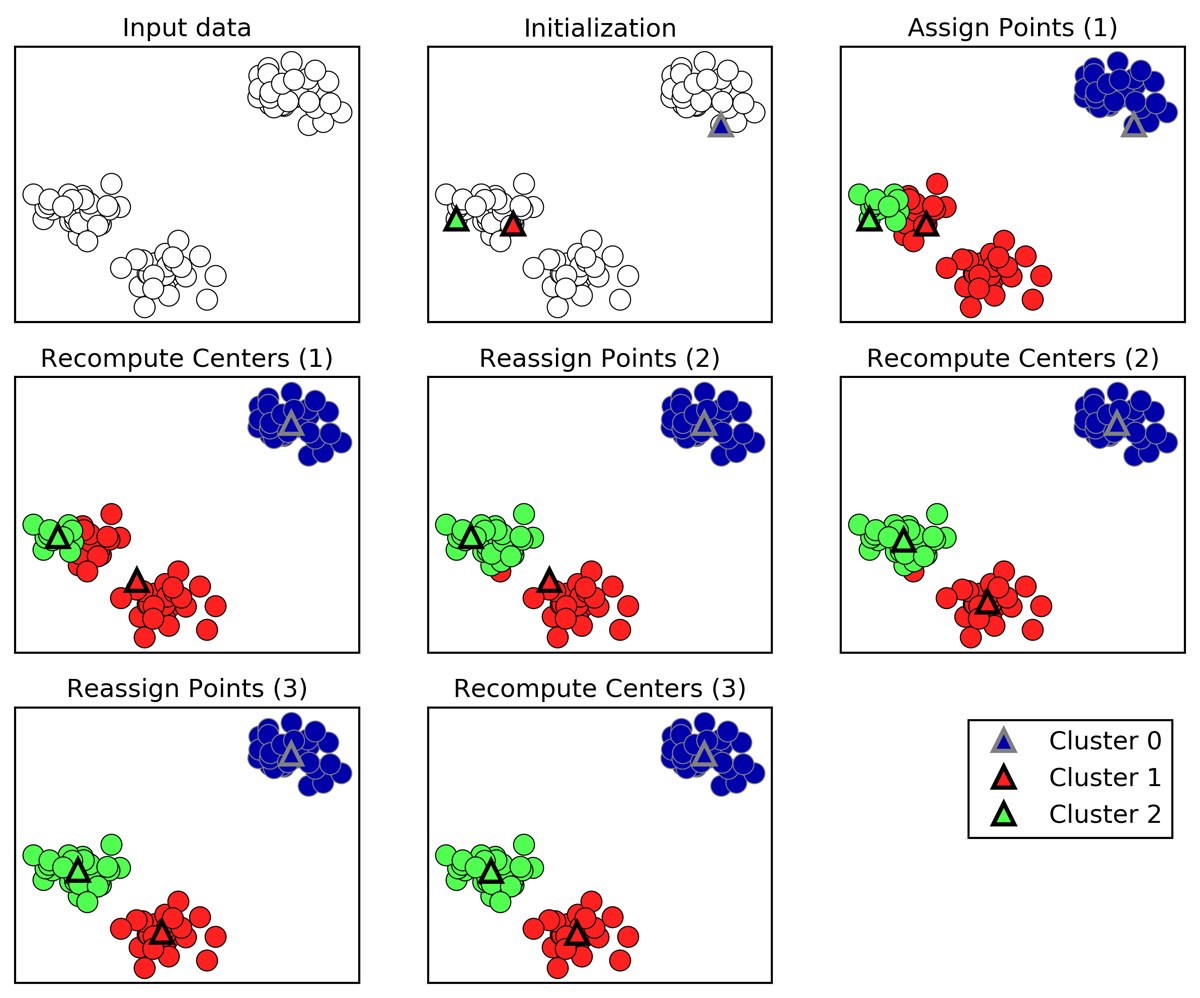 Input data
Initialization
Assign Points (1)
Recompute Centers (1)
Reassign Points (2)
Recompute Centers (2)
Reassign Points (3)
Recompute Centers (3)
Cluster 0
Cluster 1
Cluster 2